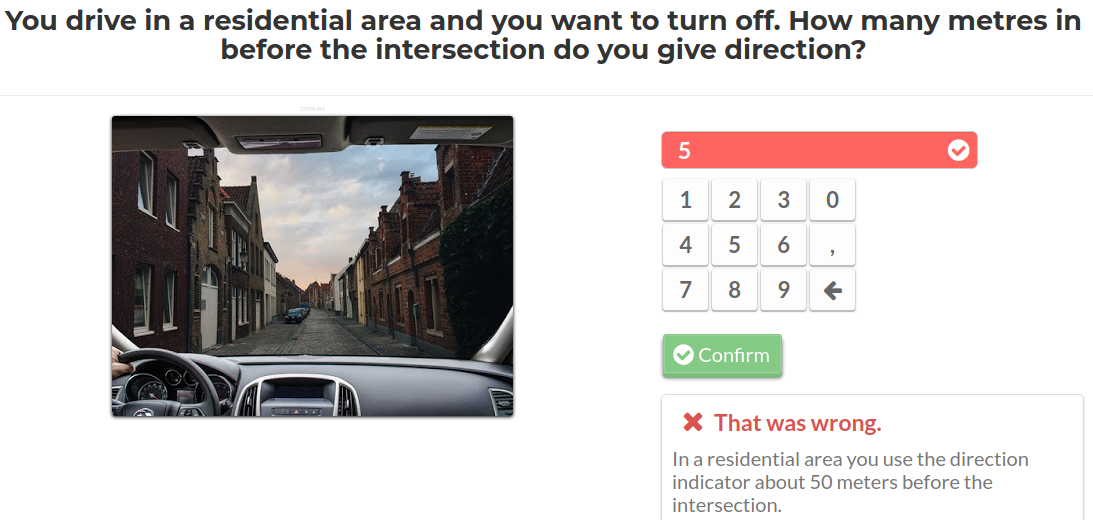 You drive in a residential area and you want to turn off. How many metres in
before the intersection do you give direction?
5
1 2 3 0
4 5 6 ,
7 8 9
Confirm
That was wrong.
In a residential area you use the direction
indicator about 50 meters before the
intersection.